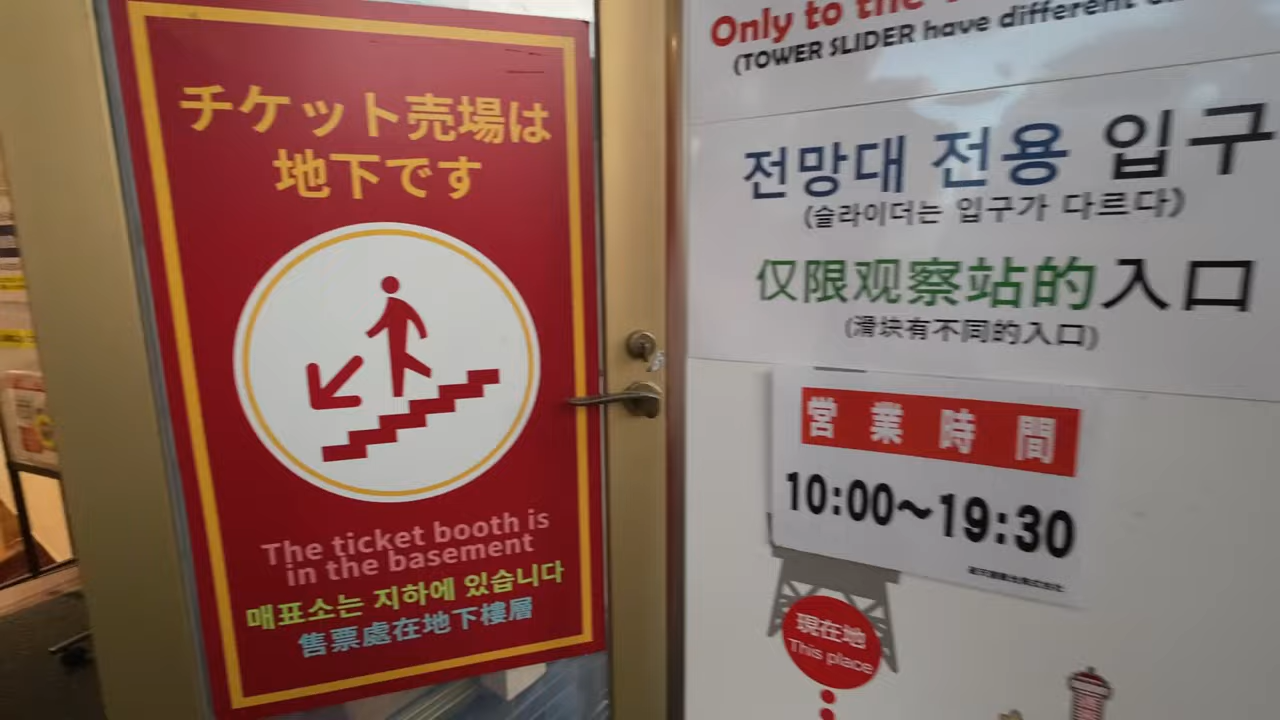 チケット売場は
地下です
The ticket booth is
in the basement
매표소는 지하에 있습니다
售票處在地下樓層
Only to the
(TOWER SLIDER have different
전망대 전용 입구
(슬라이더는 입구가 다르다)
仅限观察站的入口
(滑块有不同的入口)
営業時間
10:00～19:30
現在地
This place